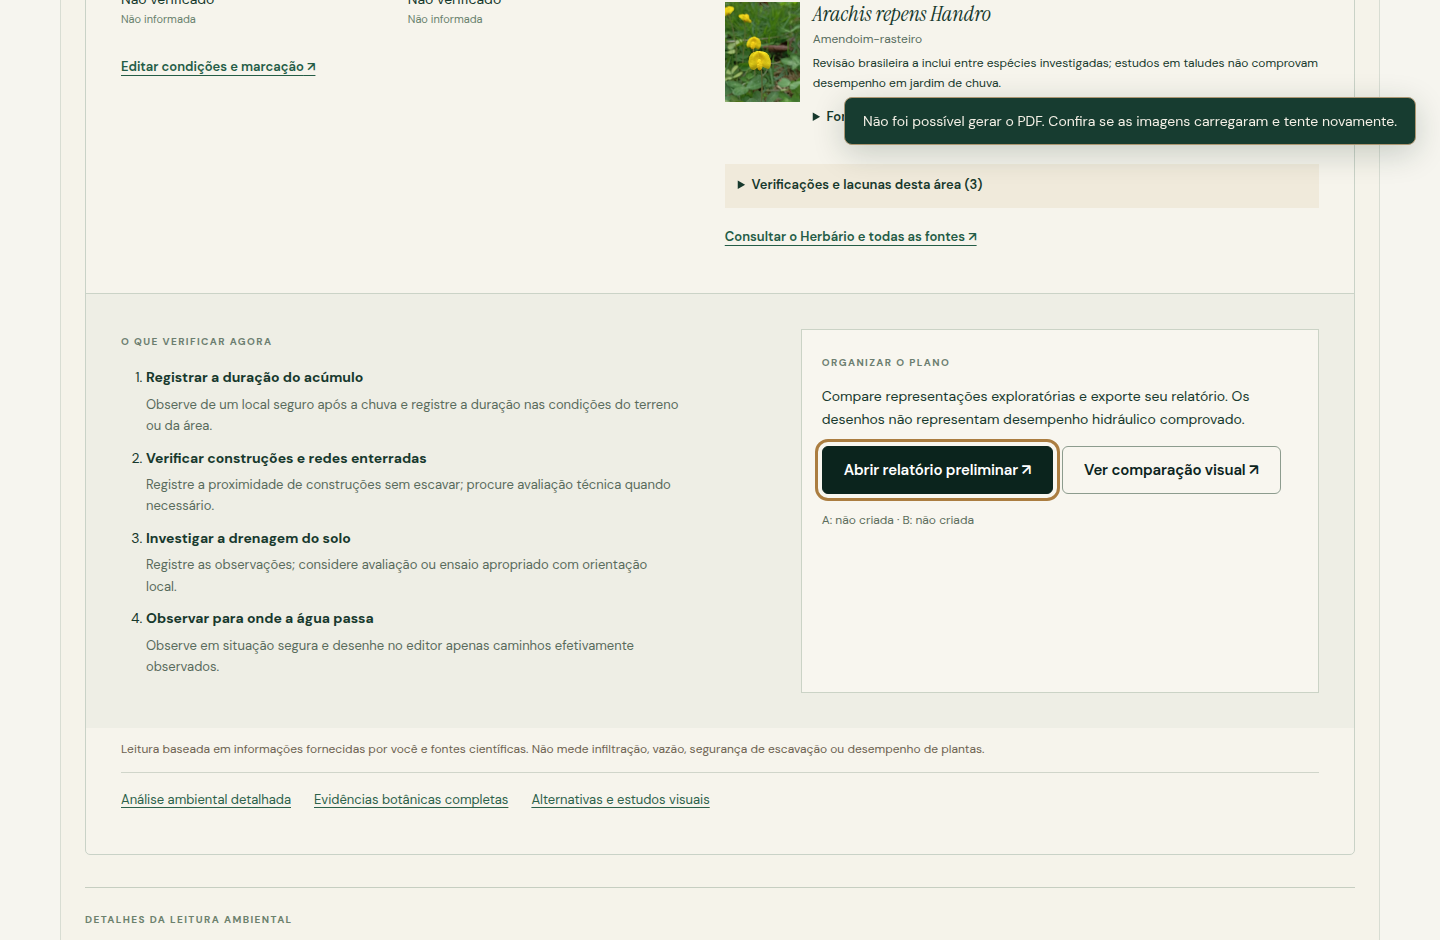 Não verificado
Não verificado
Não informada
Não informada
Editar condições e marcação ↗
Arachis repens Handro
Amendoim-rasteiro
Revisão brasileira a inclui entre espécies investigadas; estudos em taludes não comprovam
desempenho em jardim de chuva.
Não foi possível gerar o PDF. Confira se as imagens carregaram e tente novamente.
▶ Verificações e lacunas desta área (3)
Consultar o Herbário e todas as fontes ↗
O QUE VERIFICAR AGORA
1. Registrar a duração do acúmulo
Observe de um local seguro após a chuva e registre a duração nas condições do terreno
ou da área.
2. Verificar construções e redes enterradas
Registre a proximidade de construções sem escavar; procure avaliação técnica quando
necessário.
3. Investigar a drenagem do solo
Registre as observações; considere avaliação ou ensaio apropriado com orientação
local.
4. Observar para onde a água passa
Observe em situação segura e desenhe no editor apenas caminhos efetivamente
observados.
ORGANIZAR O PLANO
Compare representações exploratórias e exporte seu relatório. Os
desenhos não representam desempenho hidráulico comprovado.
Abrir relatório preliminar ↗
Ver comparação visual ↗
A: não criada · B: não criada
Leitura baseada em informações fornecidas por você e fontes científicas. Não mede infiltração, vazão, segurança de escavação ou desempenho de plantas.
Análise ambiental detalhada
Evidências botânicas completas
Alternativas e estudos visuais
DETALHES DA LEITURA AMBIENTAL